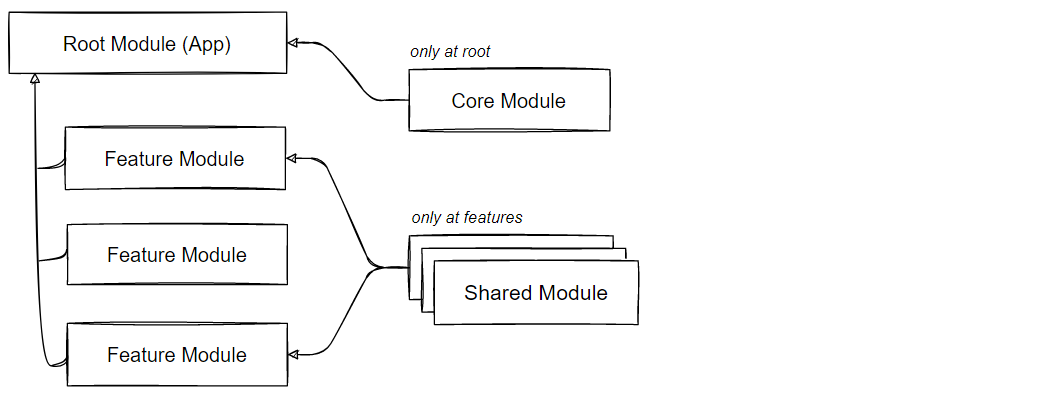 Root Module (App)
only at root
Core Module
Feature Module
only at features
Feature Module
Shared Module
Feature Module